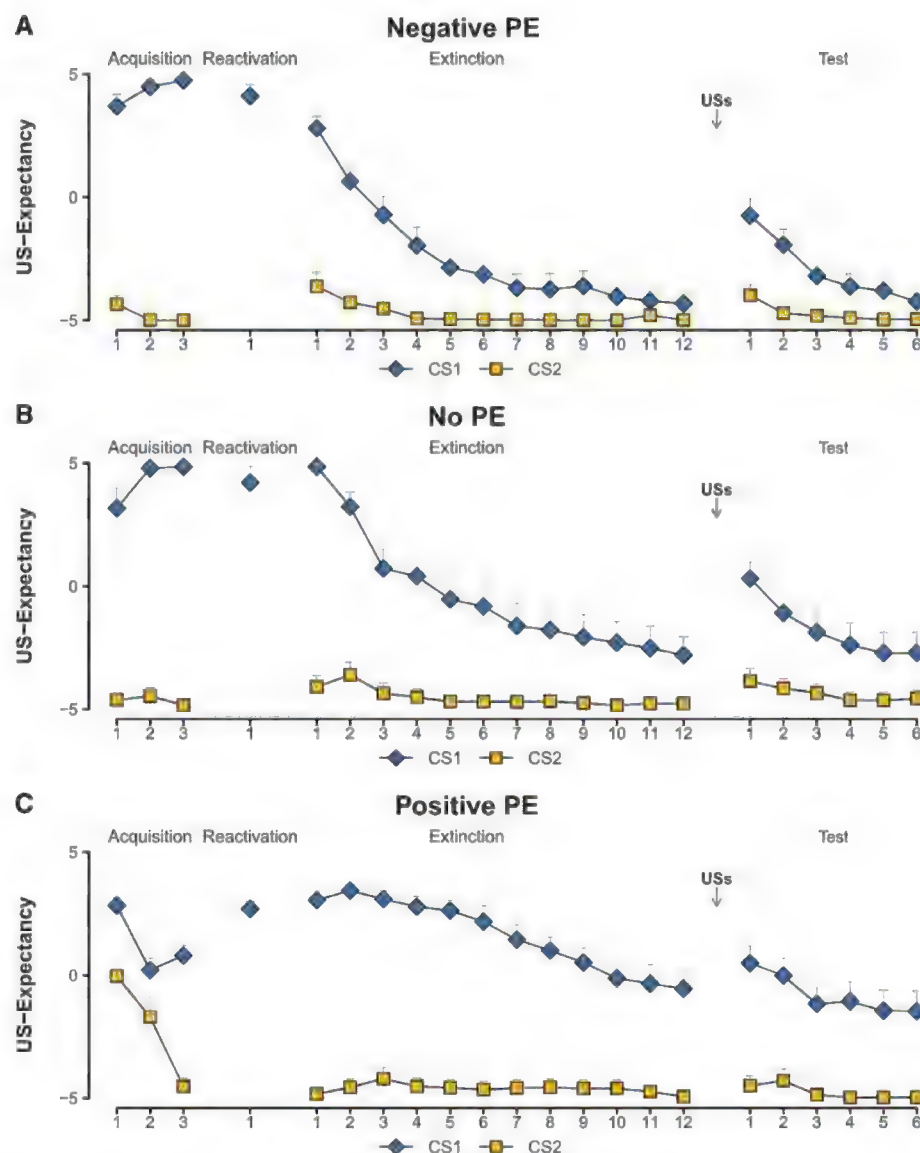 A
Negative PE
Acquisition Reactivation Extinction Test
US-Expectancy
5
0
-5
USs
1 2 3 1 1 2 3 4 5 6 7 8 9 10 11 12 1 2 3 4 5 6
CS1 CS2
B
No PE
Acquisition Reactivation Extinction Test
US-Expectancy
5
0
-5
USs
1 2 3 1 1 2 3 4 5 6 7 8 9 10 11 12 1 2 3 4 5 6
CS1 CS2
C
Positive PE
Acquisition Reactivation Extinction Test
US-Expectancy
5
0
-5
USs
1 2 3 1 1 2 3 4 5 6 7 8 9 10 11 12 1 2 3 4 5 6
CS1 CS2